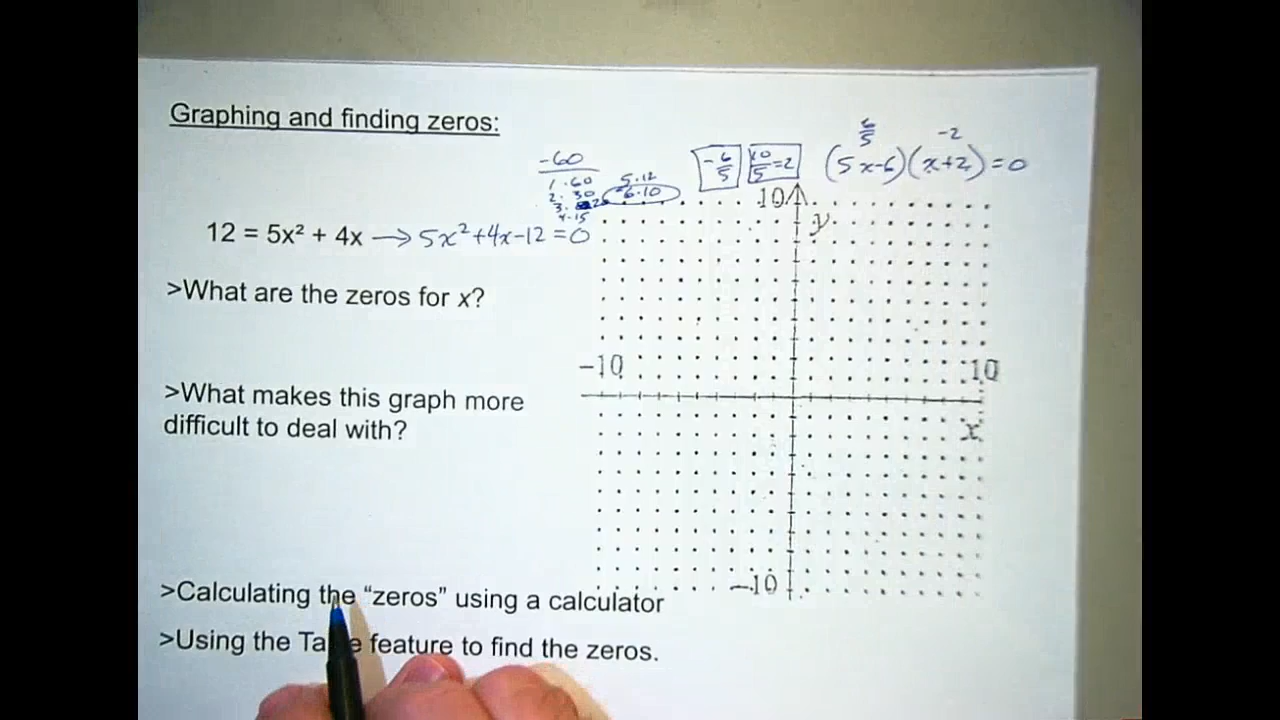 Graphing and finding zeros:
-60
1·60
2·30
4·15
5·12
-6·10
-6/5
10/5 = 2
6/5
-2
(5x-6)(x+2) = 0
12 = 5x² + 4x → 5x²+4x-12 = 0
>What are the zeros for x?
>What makes this graph more
difficult to deal with?
10
y
-10
10
x
-10
>Calculating the “zeros” using a calculator
>Using the Table feature to find the zeros.